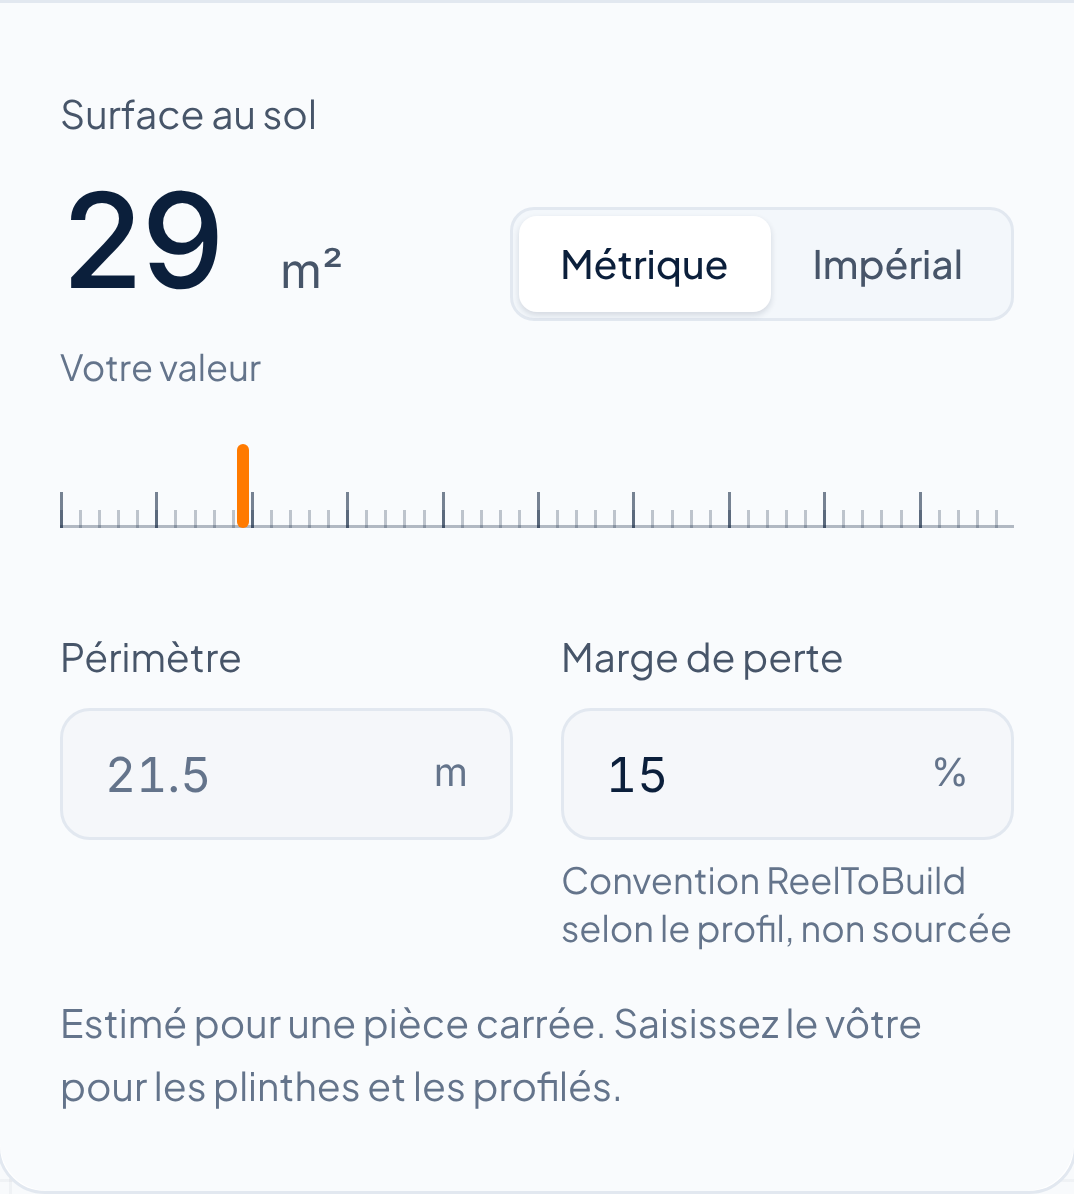 Surface au sol
29 m²
Métrique Impérial
Votre valeur
Périmètre Marge de perte
21.5 m 15 %
Convention ReelToBuild
selon le profil, non sourcée
Estimé pour une pièce carrée. Saisissez le vôtre
pour les plinthes et les profilés.